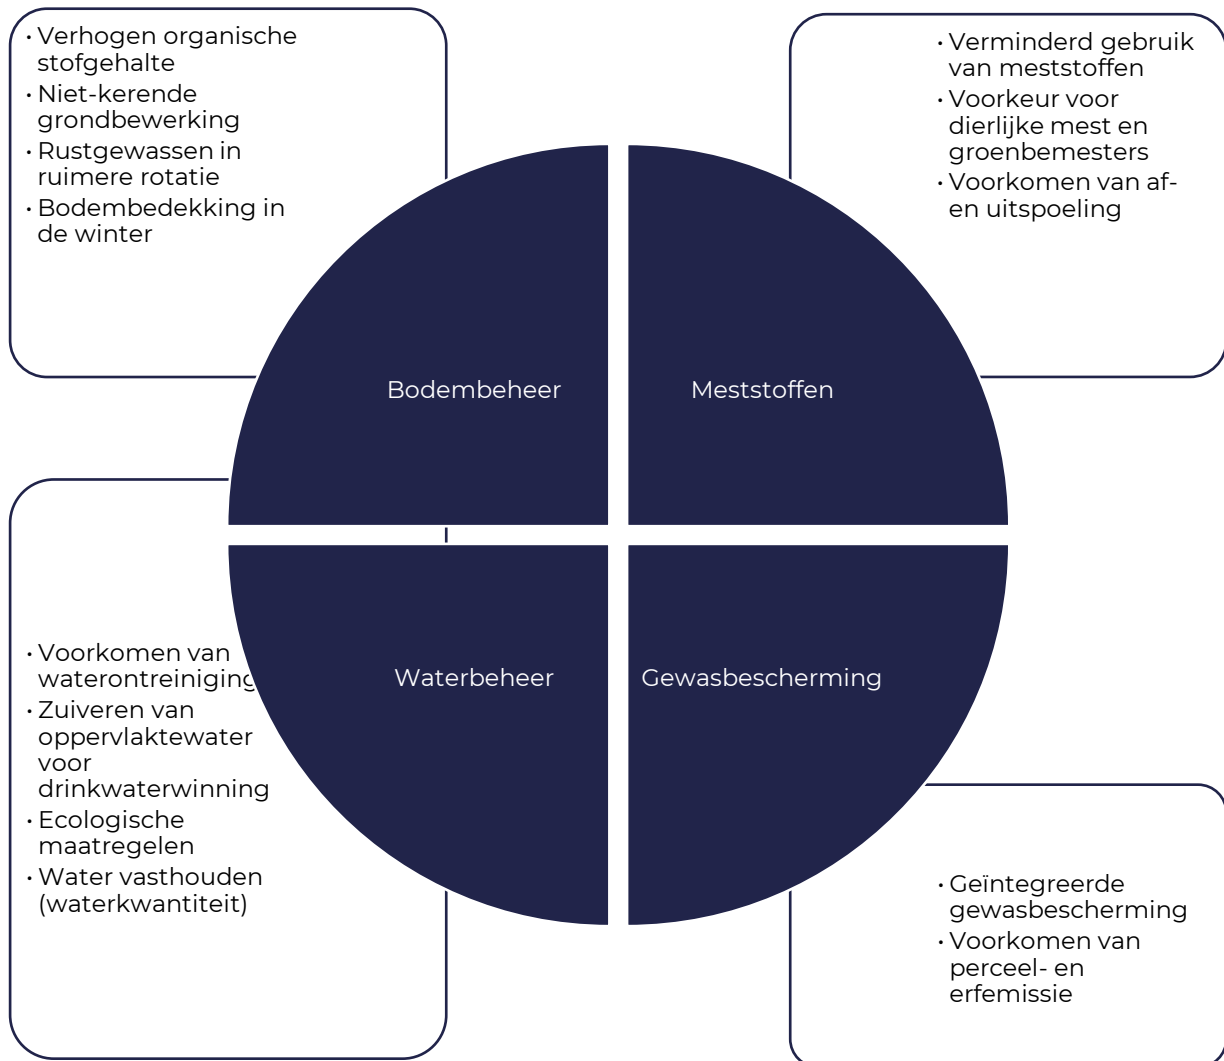 · Verhogen organische
stofgehalte
· Niet-kerende
grondbewerking
· Rustgewassen in
ruimere rotatie
· Bodembedekking in
de winter
· Verminderd gebruik
van meststoffen
· Voorkeur voor
dierlijke mest en
groenbemesters
· Voorkomen van af-
en uitspoeling
Bodembeheer
Meststoffen
Waterbeheer
Gewasbescherming
· Voorkomen van
waterontreiniging
· Zuiveren van
oppervlaktewater
voor
drinkwaterwinning
· Ecologische
maatregelen
· Water vasthouden
(waterkwantiteit)
· Geïntegreerde
gewasbescherming
· Voorkomen van
perceel- en
erfemissie